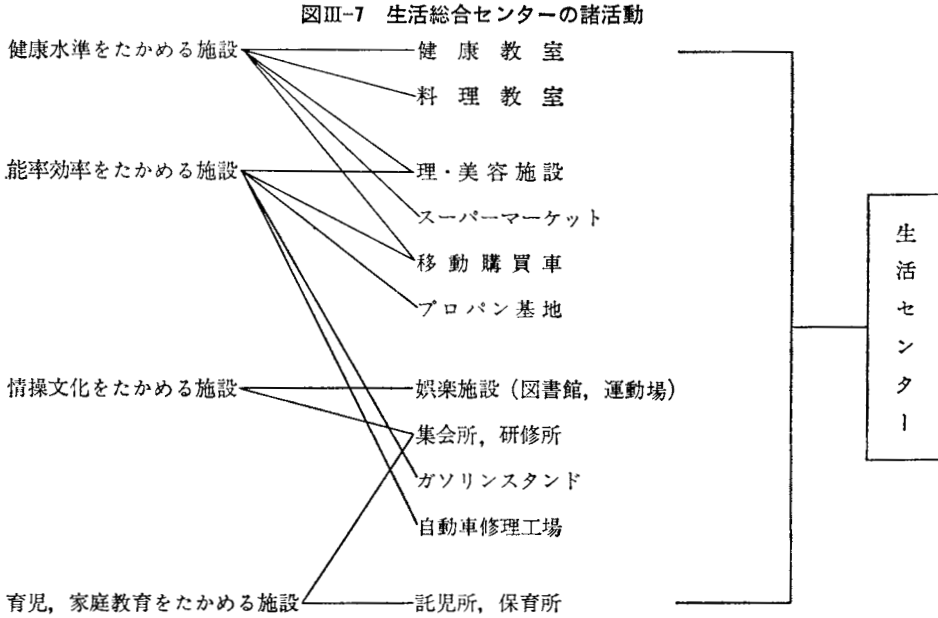 図Ⅲ-7 生活総合センターの諸活動
健康水準をたかめる施設
健康教室
料理教室
能率効率をたかめる施設
理・美容施設
スーパーマーケット
移動購買車
プロパン基地
生活センター
情操文化をたかめる施設
娯楽施設（図書館，運動場）
集会所，研修所
ガソリンスタンド
自動車修理工場
育児，家庭教育をたかめる施設
託児所，保育所